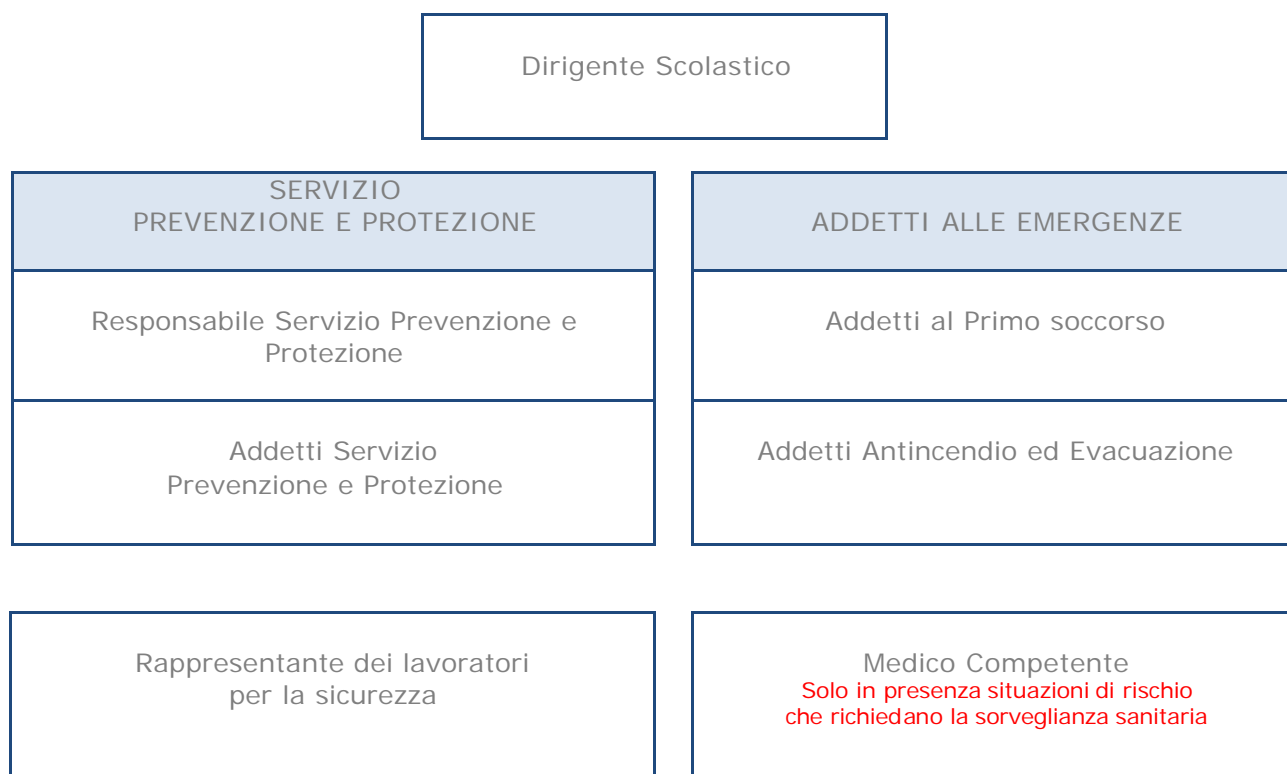 Dirigente Scolastico
SERVIZIO
PREVENZIONE E PROTEZIONE
Responsabile Servizio Prevenzione e
Protezione
Addetti Servizio
Prevenzione e Protezione
ADDETTI ALLE EMERGENZE
Addetti al Primo soccorso
Addetti Antincendio ed Evacuazione
Rappresentante dei lavoratori
per la sicurezza
Medico Competente
Solo in presenza situazioni di rischio
che richiedano la sorveglianza sanitaria